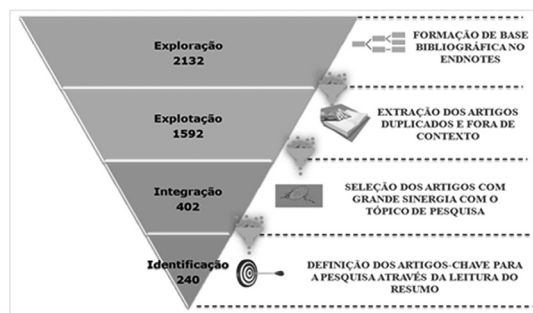 Exploração
2132
FORMAÇÃO DE BASE
BIBLIOGRÁFICA NO
ENDNOTES
Explotação
1592
EXTRAÇÃO DOS ARTIGOS
DUPLICADOS E FORA DE
CONTEXTO
Integração
402
SELEÇÃO DOS ARTIGOS COM
GRANDE SINERGIA COM O
TÓPICO DE PESQUISA
Identificação
240
DEFINIÇÃO DOS ARTIGOS-CHAVE PARA
A PESQUISA ATRAVÉS DA LEITURA DO
RESUMO